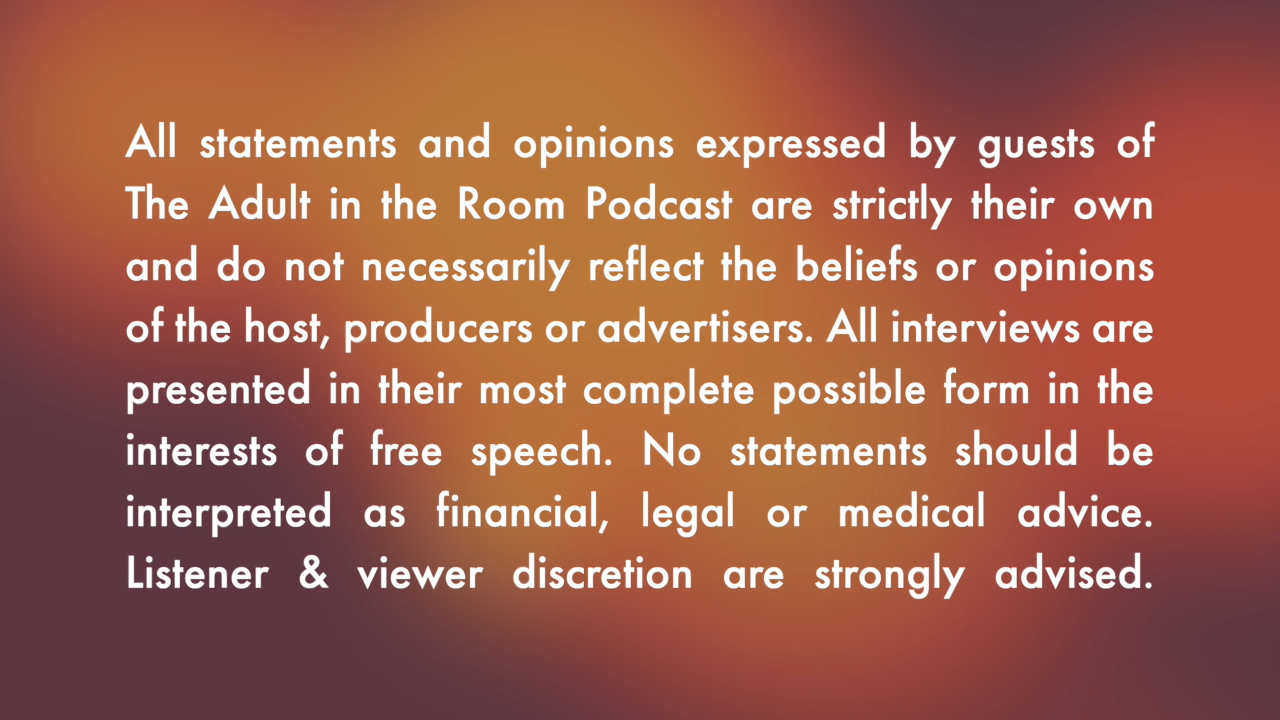 All statements and opinions expressed by guests of
The Adult in the Room Podcast are strictly their own
and do not necessarily reflect the beliefs or opinions
of the host, producers or advertisers. All interviews are
presented in their most complete possible form in the
interests of free speech. No statements should be
interpreted as financial, legal or medical advice.
Listener & viewer discretion are strongly advised.